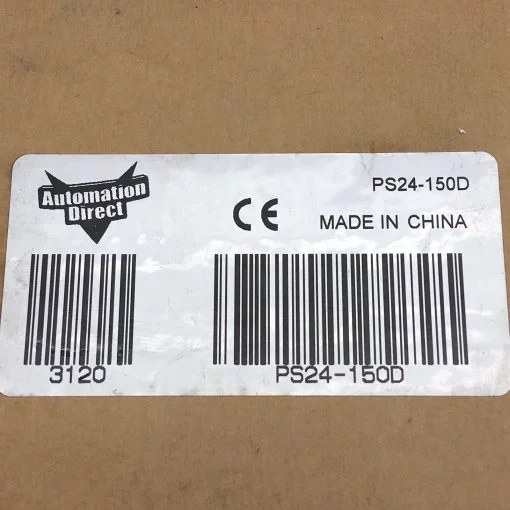 Automation
Direct
CE
PS24-150D
MADE IN CHINA
3120
PS24-150D